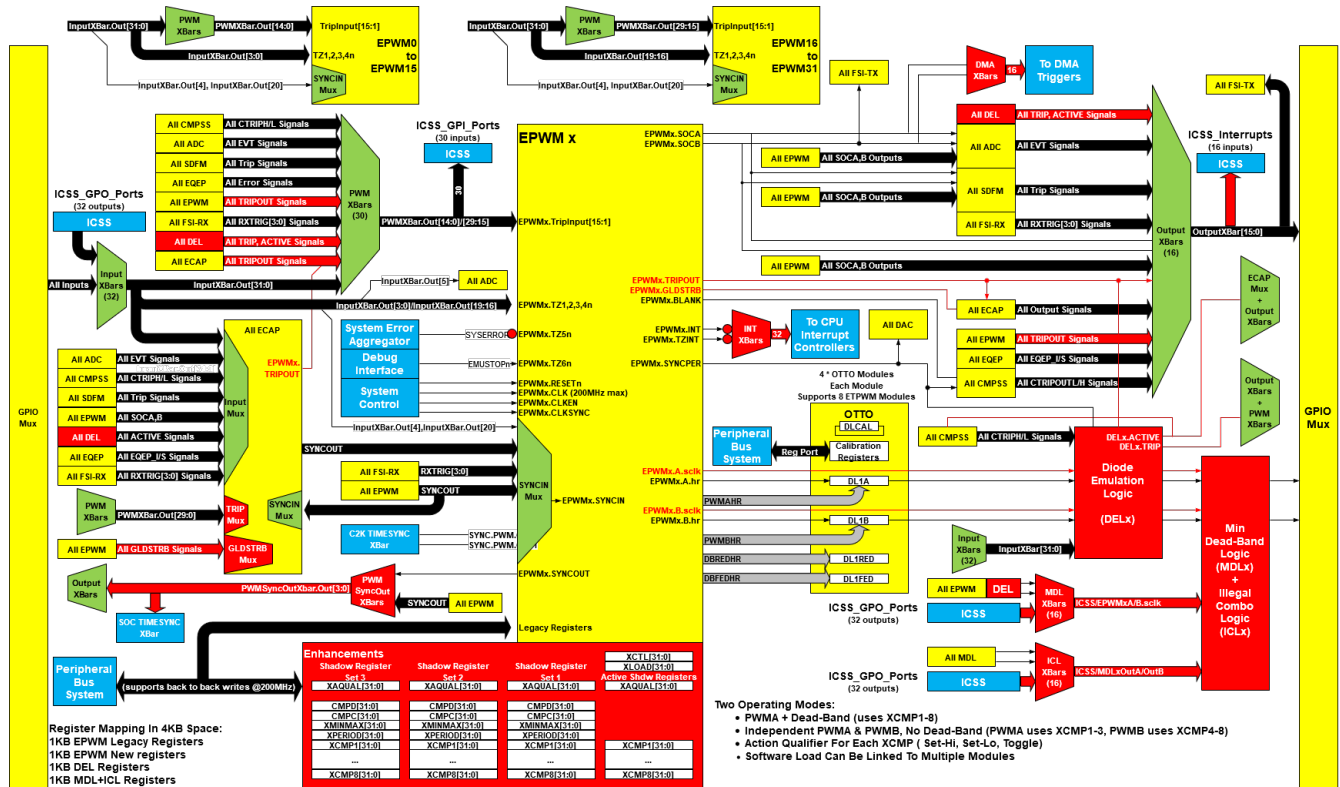 InputXBar.Out[31:0]
PWM
XBars
PWMXBar.Out[14:0]
TripInput[15:1]
EPWM0
to
EPWM15
InputXBar.Out[3:0]
TZ1,2,3,4n
InputXBar.Out[4], InputXBar.Out[20]
SYNCIN
Mux
InputXBar.Out[31:0]
PWM
XBars
PWMXBar.Out[29:15]
TripInput[15:1]
EPWM16
to
EPWM31
InputXBar.Out[19:16]
TZ1,2,3,4n
InputXBar.Out[4], InputXBar.Out[20]
SYNCIN
Mux
GPIO
Mux
ICSS_GPO_Ports
(32 outputs)
ICSS
All Inputs
Input
XBars
(32)
InputXBar.Out[31:0]
All CMPSS
All CTRIPH/L Signals
All ADC
All EVT Signals
All SDFM
All Trip Signals
All EQEP
All Error Signals
All EPWM
All TRIPOUT Signals
All FSI-RX
All RXTRIG[3:0] Signals
All DEL
All TRIP, ACTIVE Signals
All ECAP
All TRIPOUT Signals
PWM
XBars
(30)
PWMXBar.Out[14:0]/[29:15]
ICSS_GPI_Ports
(30 inputs)
ICSS
30
InputXBar.Out[5]
All ADC
InputXBar.Out[3:0]/InputXBar.Out[19:16]
System Error
Aggregator
SYSERROR
Debug
Interface
EMUSTOPn
System
Control
InputXBar.Out[4],InputXBar.Out[20]
All ECAP
EPWMx.
TRIPOUT
Input
Mux
All ADC
All EVT Signals
All CMPSS
All CTRIPH/L Signals
All SDFM
All Trip Signals
All EPWM
All SOCA,B
All DEL
All ACTIVE Signals
All EQEP
All EQEP_I/S Signals
All FSI-RX
All RXTRIG[3:0] Signals
PWM
XBars
PWMXBar.Out[29:0]
TRIP
Mux
SYNCIN
Mux
All EPWM
All GLDSTRB Signals
GLDSTRB
Mux
SYNCOUT
All FSI-RX
RXTRIG[3:0]
All EPWM
SYNCOUT
C2K TIMESYNC
XBar
SYNC.PWM.
SYNC.PWM.
SYNCIN
Mux
Output
XBars
PWMSyncOutXbar.Out[3:0]
PWM
SyncOut
XBars
SYNCOUT
All EPWM
SOC TIMESYNC
XBar
Peripheral
Bus
System
(supports back to back writes @200MHz)
Register Mapping In 4KB Space:
1KB EPWM Legacy Registers
1KB EPWM New registers
1KB DEL Registers
1KB MDL+ICL Registers
EPWM x
EPWMx.TripInput[15:1]
EPWMx.TZ1,2,3,4n
EPWMx.TZ5n
EPWMx.TZ6n
EPWMx.RESETn
EPWMx.CLK (200MHz max)
EPWMx.CLKEN
EPWMx.CLKSYNC
EPWMx.SYNCIN
EPWMx.SYNCOUT
Legacy Registers
EPWMx.SOCA
EPWMx.SOCB
EPWMx.TRIPOUT
EPWMx.GLDSTRB
EPWMx.BLANK
EPWMx.INT
EPWMx.TZINT
EPWMx.SYNCPER
EPWMx.A.sclk
EPWMx.A.hr
EPWMx.B.sclk
EPWMx.B.hr
Enhancements
Shadow Register
Set 3
XAQUAL[31:0]
CMPD[31:0]
CMPC[31:0]
XMINMAX[31:0]
XPERIOD[31:0]
XCMP1[31:0]
...
XCMP8[31:0]
Shadow Register
Set 2
XAQUAL[31:0]
CMPD[31:0]
CMPC[31:0]
XMINMAX[31:0]
XPERIOD[31:0]
XCMP1[31:0]
...
XCMP8[31:0]
Shadow Register
Set 1
XAQUAL[31:0]
CMPD[31:0]
CMPC[31:0]
XMINMAX[31:0]
XPERIOD[31:0]
XCMP1[31:0]
...
XCMP8[31:0]
XCTL[31:0]
XLOAD[31:0]
Active Shdw Registers
XAQUAL[31:0]
XCMP1[31:0]
...
XCMP8[31:0]
All FSI-TX
DMA
XBars
16
To DMA
Triggers
All DEL
All TRIP, ACTIVE Signals
All EPWM
All SOCA,B Outputs
All ADC
All EVT Signals
All EPWM
All SOCA,B Outputs
All SDFM
All Trip Signals
All FSI-RX
All RXTRIG[3:0] Signals
All EPWM
All SOCA,B Outputs
All ECAP
All Output Signals
All EPWM
All TRIPOUT Signals
All EQEP
All EQEP_I/S Signals
All CMPSS
All CTRIPOUTL/H Signals
Output
XBars
(16)
All FSI-TX
ICSS_Interrupts
(16 inputs)
ICSS
OutputXBar[15:0]
INT
XBars
32
To CPU
Interrupt
Controllers
All DAC
4 * OTTO Modules
Each Module
Supports 8 ETPWM Modules
OTTO
DLCAL
Calibration
Registers
Peripheral
Bus
System
Reg Port
DL1A
PWMAHR
DL1B
PWMBHR
DBREDHR
DL1RED
DBFEDHR
DL1FED
All CMPSS
All CTRIPH/L Signals
DELx.ACTIVE
DELx.TRIP
Diode
Emulation
Logic
(DELx)
ECAP
Mux
+
Output
XBars
Output
XBars
+
PWM
XBars
Input
XBars
(32)
InputXBar[31:0]
ICSS_GPO_Ports
(32 outputs)
All EPWM
DEL
ICSS
MDL
XBars
(16)
ICSS/EPWMxA/B.sclk
ICSS_GPO_Ports
(32 outputs)
All MDL
ICSS
ICL
XBars
(16)
ICSS/MDLxOutA/OutB
Min
Dead-Band
Logic
(MDLx)
+
Illegal
Combo
Logic
(ICLx)
GPIO
Mux
Two Operating Modes:
• PWMA + Dead-Band (uses XCMP1-8)
• Independent PWMA & PWMB, No Dead-Band (PWMA uses XCMP1-3, PWMB uses XCMP4-8)
• Action Qualifier For Each XCMP ( Set-Hi, Set-Lo, Toggle)
• Software Load Can Be Linked To Multiple Modules